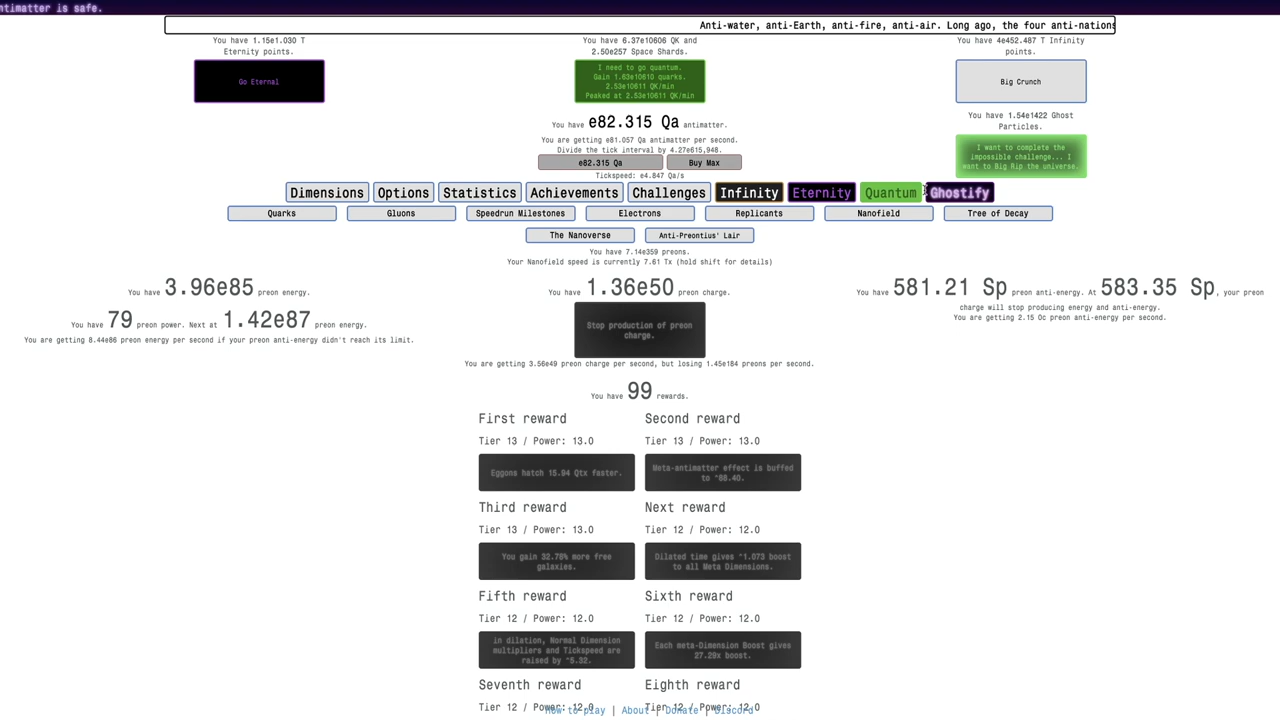 ntimatter is safe.
Anti-water, anti-Earth, anti-fire, anti-air. Long ago, the four anti-nations
You have 1.15e1.030 T
Eternity points.
Go Eternal
You have 6.37e10606 QK and
2.50e257 Space Shards.
I need to go quantum.
Gain 1.63e10610 quarks.
2.53e10611 QK/min
Peaked at 2.53e10611 QK/min
You have 4e452.487 T Infinity
points.
Big Crunch
You have 1.54e1422 Ghost
Particles.
I want to complete the
impossible challenge... I
want to Big Rip the universe.
You have e82.315 Qa antimatter.
You are getting e81.057 Qa antimatter per second.
Divide the tick interval by 4.27e615,948.
e82.315 Qa
Buy Max
Tickspeed: e4.847 Qa/s
Dimensions
Options
Statistics
Achievements
Challenges
Infinity
Eternity
Quantum
Ghostify
Quarks
Gluons
Speedrun Milestones
Electrons
Replicants
Nanofield
Tree of Decay
The Nanoverse
Anti-Preontius' Lair
You have 7.14e359 preons.
Your Nanofield speed is currently 7.61 Tx (hold shift for details)
You have 3.96e85 preon energy.
You have 79 preon power. Next at 1.42e87 preon energy.
You are getting 8.44e86 preon energy per second if your preon anti-energy didn't reach its limit.
You have 1.36e50 preon charge.
Stop production of preon
charge.
You are getting 3.56e49 preon charge per second, but losing 1.45e184 preons per second.
You have 581.21 Sp preon anti-energy. At 583.35 Sp, your preon
charge will stop producing energy and anti-energy.
You are getting 2.15 Oc preon anti-energy per second.
You have 99 rewards.
First reward
Tier 13 / Power: 13.0
Eggons hatch 15.94 Qtx faster.
Second reward
Tier 13 / Power: 13.0
Meta-antimatter effect is buffed
to ^88.40.
Third reward
Tier 13 / Power: 13.0
You gain 32.78% more free
galaxies.
Next reward
Tier 12 / Power: 12.0
Dilated time gives ^1.073 boost
to all Meta Dimensions.
Fifth reward
Tier 12 / Power: 12.0
in dilation, Normal Dimension
multipliers and Tickspeed are
raised by ^5.32.
Sixth reward
Tier 12 / Power: 12.0
Each meta-Dimension Boost gives
27.29x boost.
Seventh reward
Tier 12 / Power: 12.0
Eighth reward
Tier 12 / Power: 12.0
How to play | About | Donate | Discord